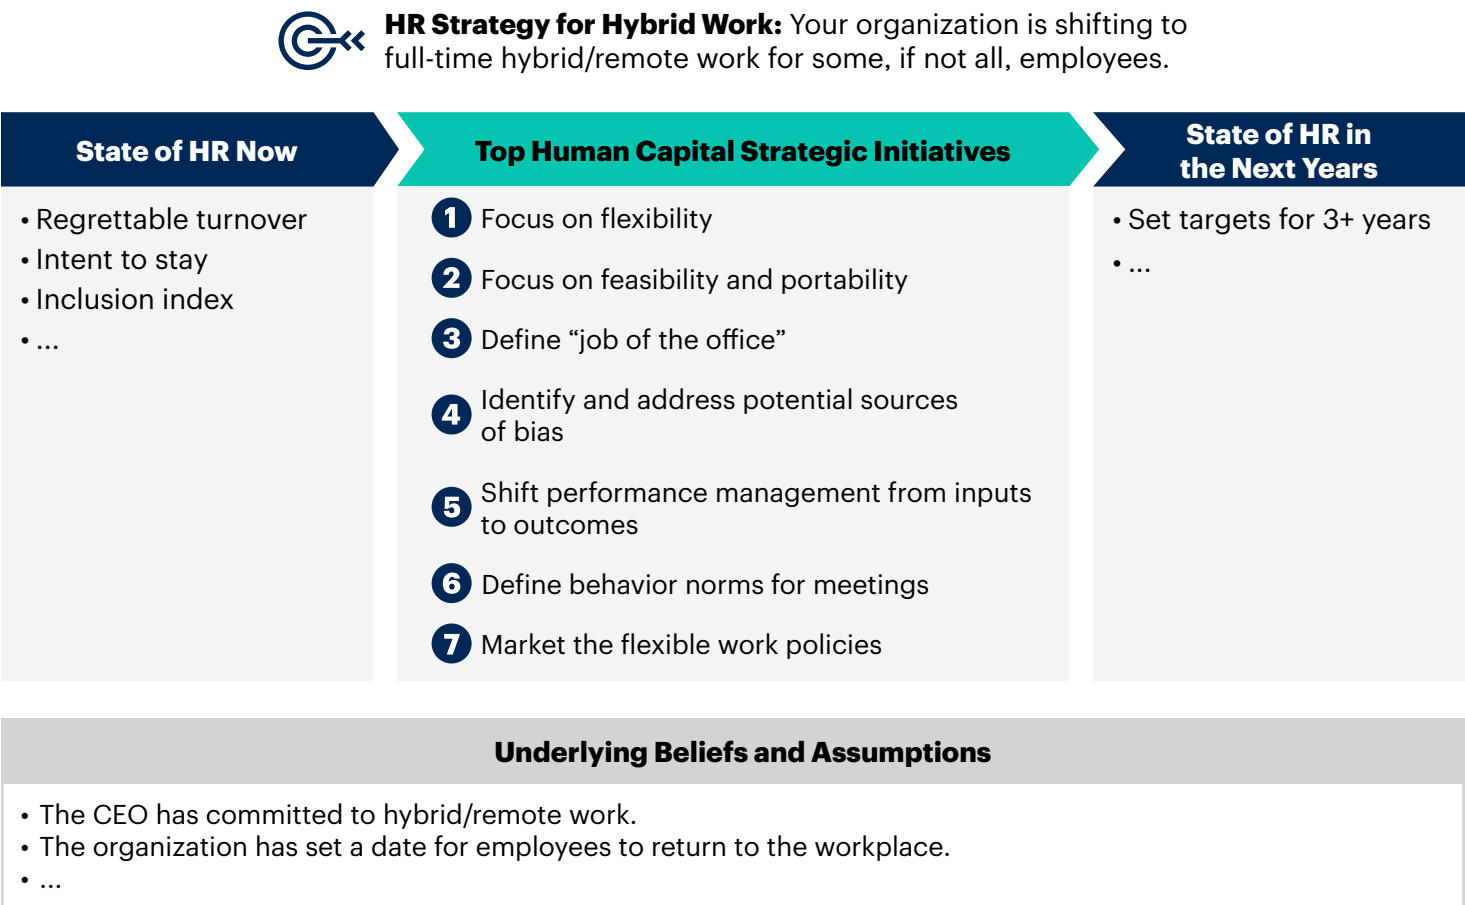 HR Strategy for Hybrid Work: Your organization is shifting to
full-time hybrid/remote work for some, if not all, employees.
State of HR Now
• Regrettable turnover
• Intent to stay
• Inclusion index
• ...
Top Human Capital Strategic Initiatives
1 Focus on flexibility
2 Focus on feasibility and portability
3 Define “job of the office”
4 Identify and address potential sources
of bias
5 Shift performance management from inputs
to outcomes
6 Define behavior norms for meetings
7 Market the flexible work policies
State of HR in
the Next Years
• Set targets for 3+ years
• ...
Underlying Beliefs and Assumptions
• The CEO has committed to hybrid/remote work.
• The organization has set a date for employees to return to the workplace.
• ...